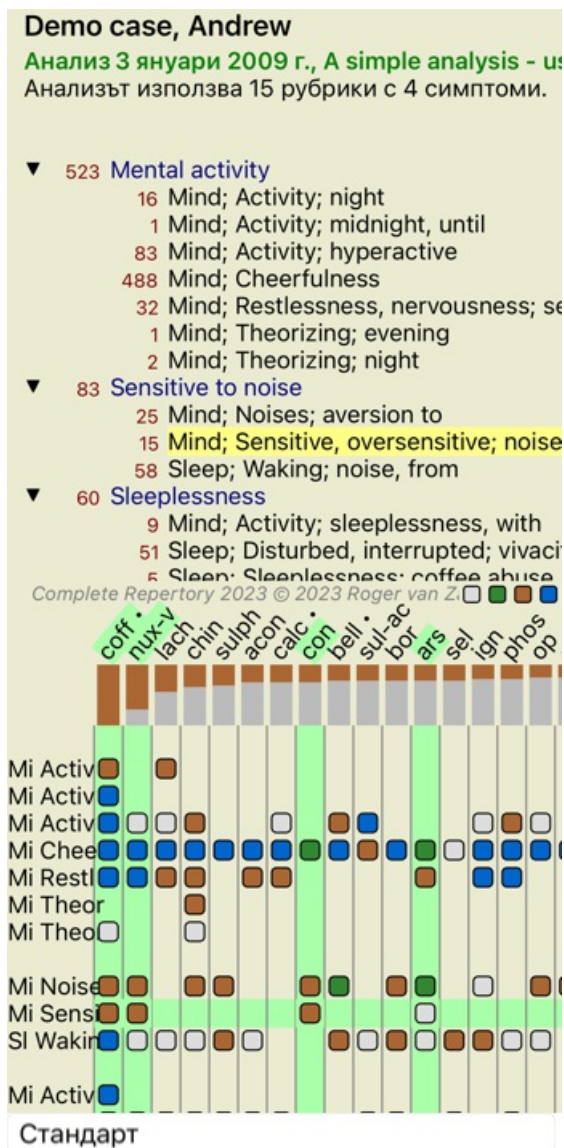 Demo case, Andrew
Анализ 3 януари 2009 г., A simple analysis - us
Анализът използва 15 рубрики с 4 симптоми.
▼ 523 Mental activity
16 Mind; Activity; night
1 Mind; Activity; midnight, until
83 Mind; Activity; hyperactive
488 Mind; Cheerfulness
32 Mind; Restlessness, nervousness; se
1 Mind; Theorizing; evening
2 Mind; Theorizing; night
▼ 83 Sensitive to noise
25 Mind; Noises; aversion to
15 Mind; Sensitive, oversensitive; noise
58 Sleep; Waking; noise, from
▼ 60 Sleeplessness
9 Mind; Activity; sleeplessness, with
51 Sleep; Disturbed, interrupted; vivacit
5 Sleep; Sleeplessness; coffee abuse
Complete Repertory 2023 © 2023 Roger van Z
coff • nux-v lach chin sulph acon calc • con bell • sul-ac bor ars sel ign phos op
Mi Activ
Mi Activ
Mi Activ
Mi Chee
Mi Restl
Mi Theor
Mi Theo
Mi Noise
Mi Sensi
Sl Wakin
Mi Activ
Стандарт